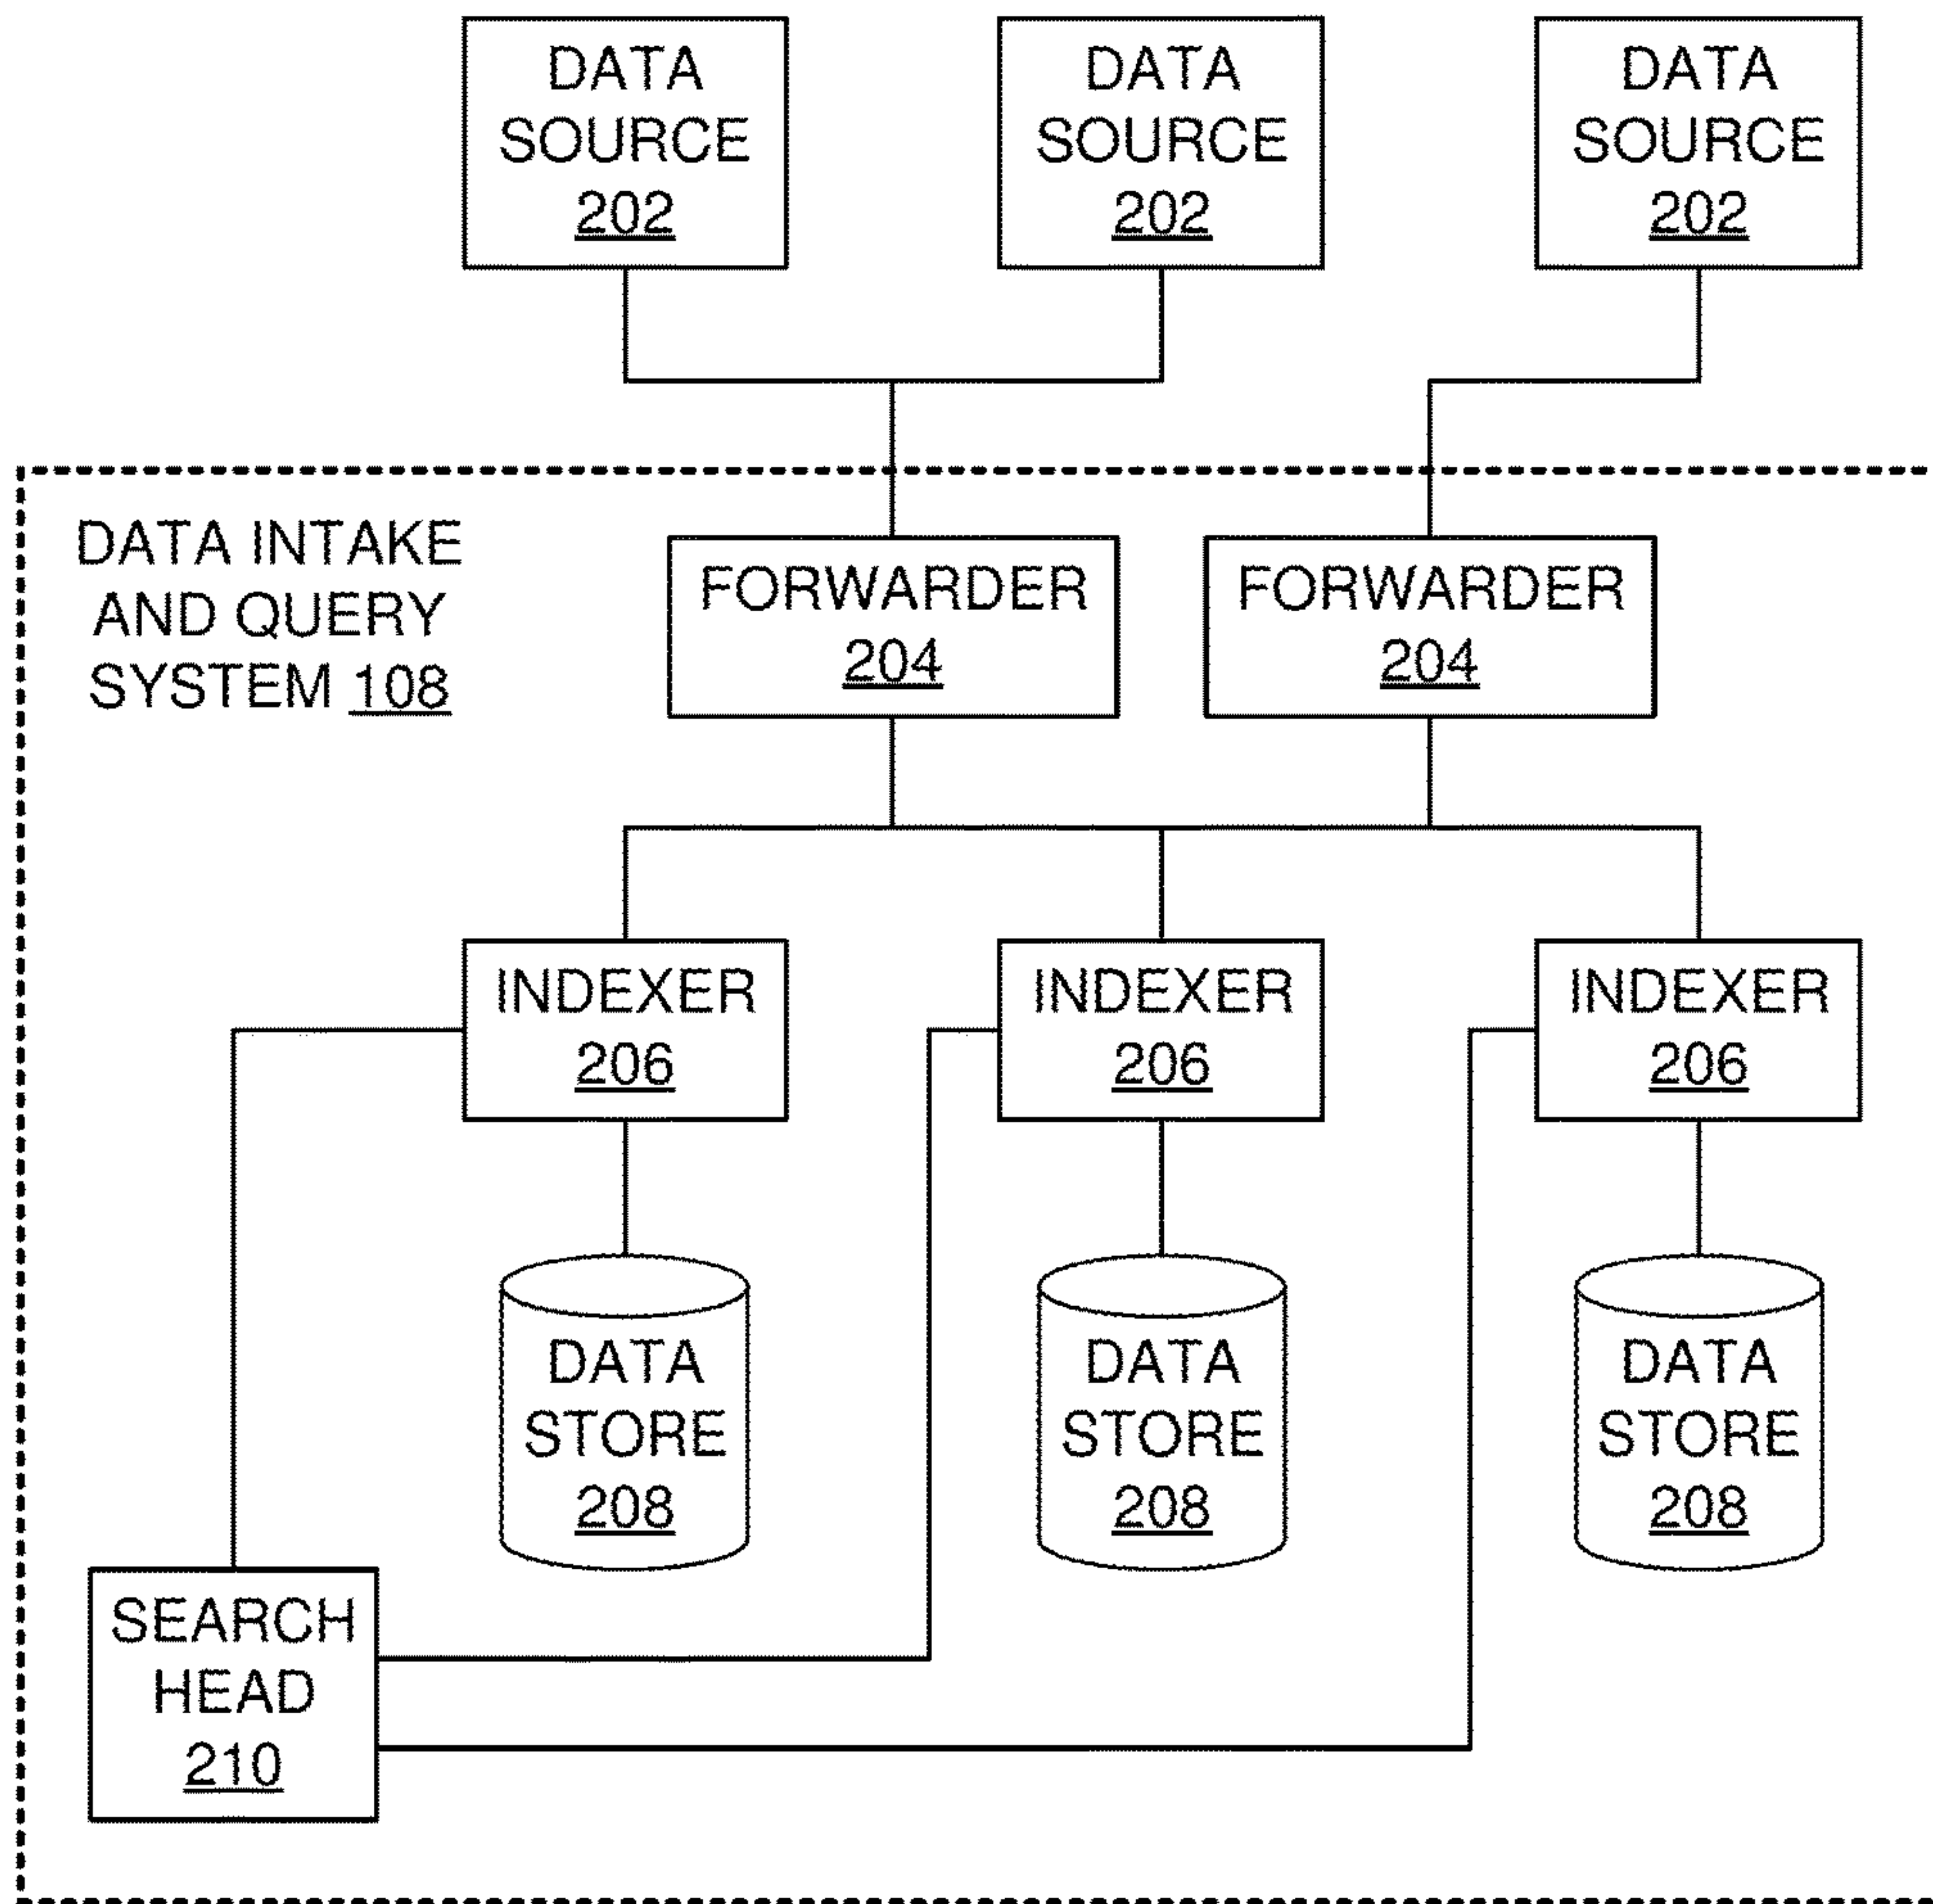 DATA
SOURCE
202
DATA
SOURCE
202
DATA
SOURCE
202
DATA INTAKE
AND QUERY
SYSTEM 108
FORWARDER
204
FORWARDER
204
INDEXER
206
INDEXER
206
INDEXER
206
DATA
STORE
208
DATA
STORE
208
DATA
STORE
208
SEARCH
HEAD
210